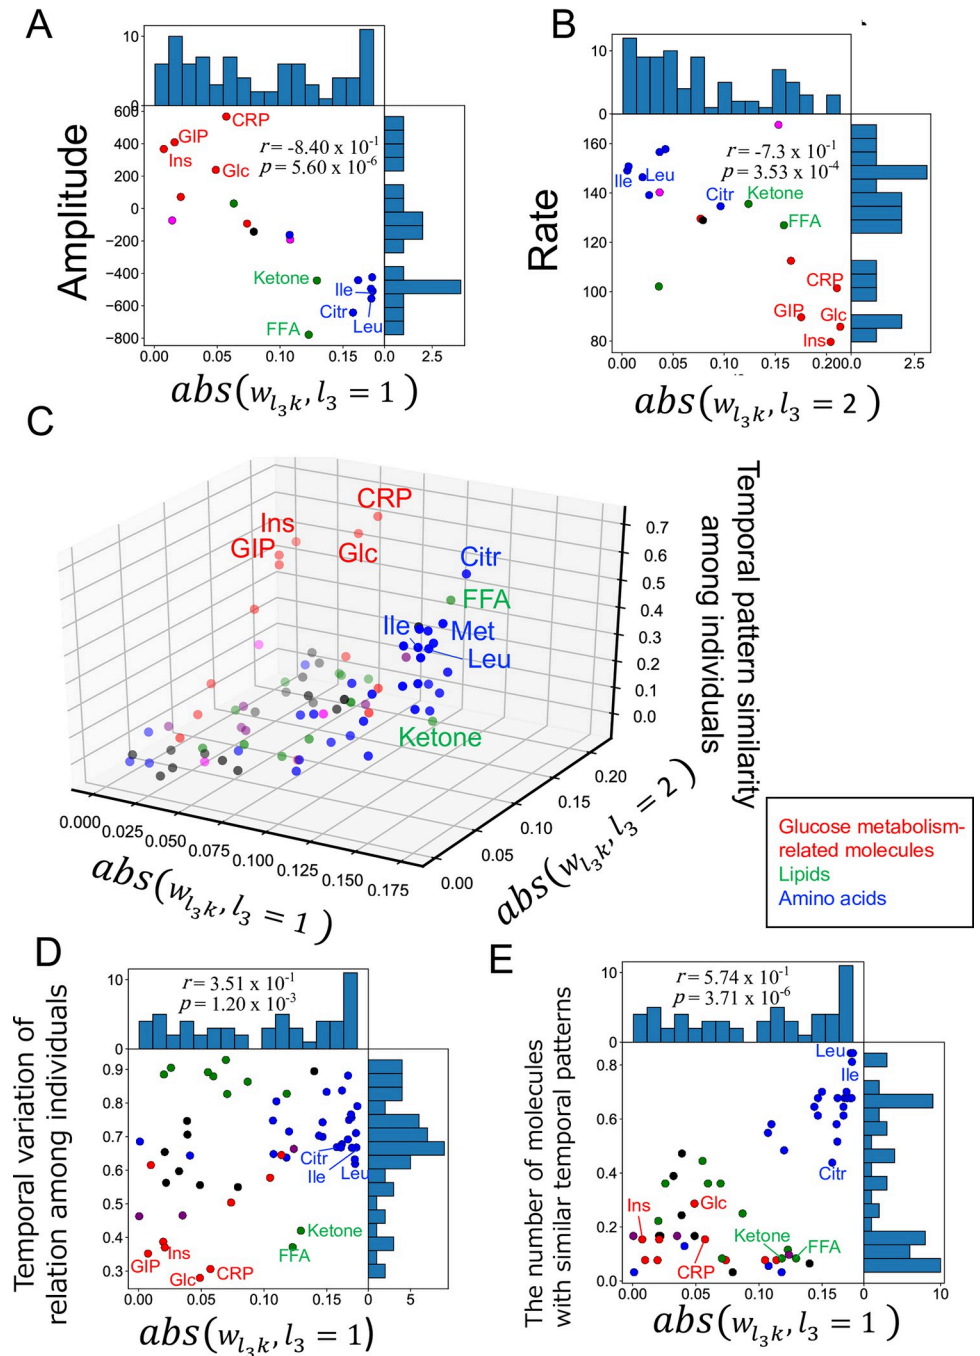 A
10
0
600
400
200
0
−200
−400
−600
−800
Amplitude
CRP
GIP
Ins
Glc
r = -8.40 x 10-1
p = 5.60 x 10-6
Ketone
Ile
Citr
Leu
FFA
0.00 0.05 0.10 0.15
0 2.5
abs(wl3k, l3 = 1)
B
10
0
160
140
120
100
80
Rate
r = -7.3 x 10-1
p = 3.53 x 10-4
Ile
Leu
Citr
Ketone
FFA
CRP
GIP
Glc
Ins
0.00 0.05 0.10 0.15 0.200.0 2.5
abs(wl3k, l3 = 2)
C
CRP
Ins
GIP
Glc
Citr
FFA
Ile
Met
Leu
Ketone
0.7
0.6
0.5
0.4
0.3
0.2
0.1
0.0
Temporal pattern similarity
among individuals
0.000
0.025
0.050
0.075
0.100
0.125
0.150
0.175
abs(wl3k, l3 = 1)
0.00
0.05
0.10
0.15
0.20
abs(wl3k, l3 = 2)
Glucose metabolism-
related molecules
Lipids
Amino acids
D
10
0
r = 3.51 x 10-1
p = 1.20 x 10-3
0.9
0.8
0.7
0.6
0.5
0.4
0.3
Temporal variation of
relation among individuals
Citr
Ile
Leu
Ketone
FFA
GIP
Ins
Glc
CRP
0.00 0.05 0.10 0.15 0 5
abs(wl3k, l3 = 1)
E
10
0
r = 5.74 x 10-1
p = 3.71 x 10-6
0.8
0.6
0.4
0.2
0.0
The number of molecules
with similar temporal patterns
Leu
Ile
Citr
Ins
Glc
CRP
Ketone
FFA
0.00 0.05 0.10 0.15 0 10
abs(wl3k, l3 = 1)